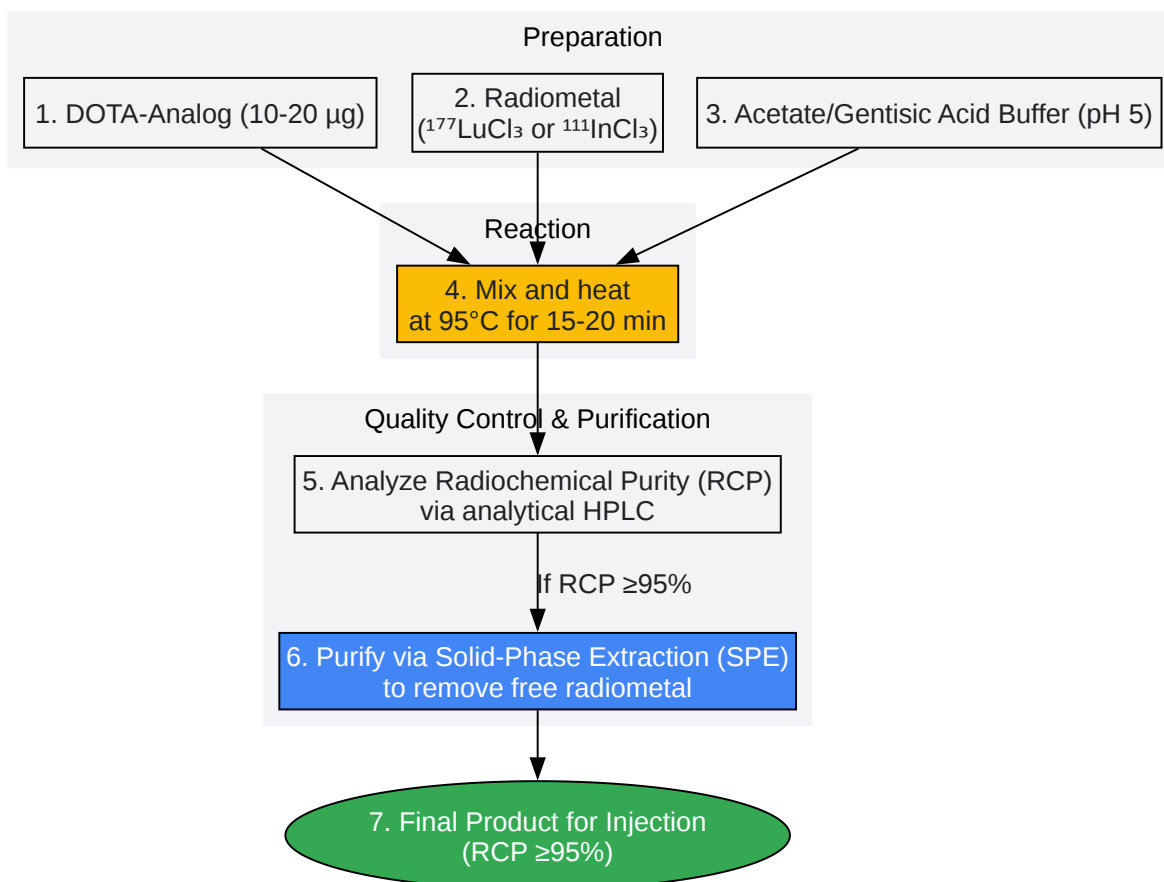 Preparation
1. DOTA-Analog (10-20 µg)
2. Radiometal
(¹⁷⁷LuCl₃ or ¹¹¹InCl₃)
3. Acetate/Gentisic Acid Buffer (pH 5)
Reaction
4. Mix and heat
at 95°C for 15-20 min
Quality Control & Purification
5. Analyze Radiochemical Purity (RCP)
via analytical HPLC
If RCP ≥95%
6. Purify via Solid-Phase Extraction (SPE)
to remove free radiometal
7. Final Product for Injection
(RCP ≥95%)